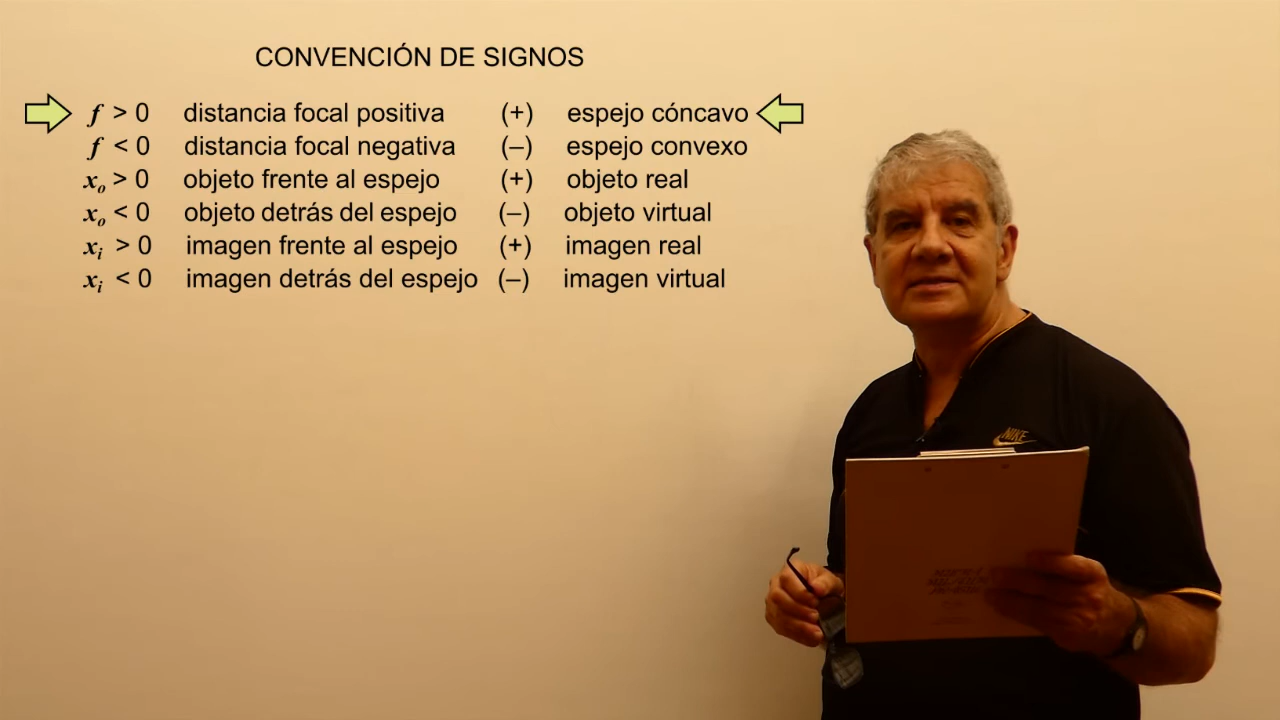 CONVENCIÓN DE SIGNOS
f > 0 distancia focal positiva (+) espejo cóncavo
f < 0 distancia focal negativa (–) espejo convexo
xo > 0 objeto frente al espejo (+) objeto real
xo < 0 objeto detrás del espejo (–) objeto virtual
xi > 0 imagen frente al espejo (+) imagen real
xi < 0 imagen detrás del espejo (–) imagen virtual
NIKE